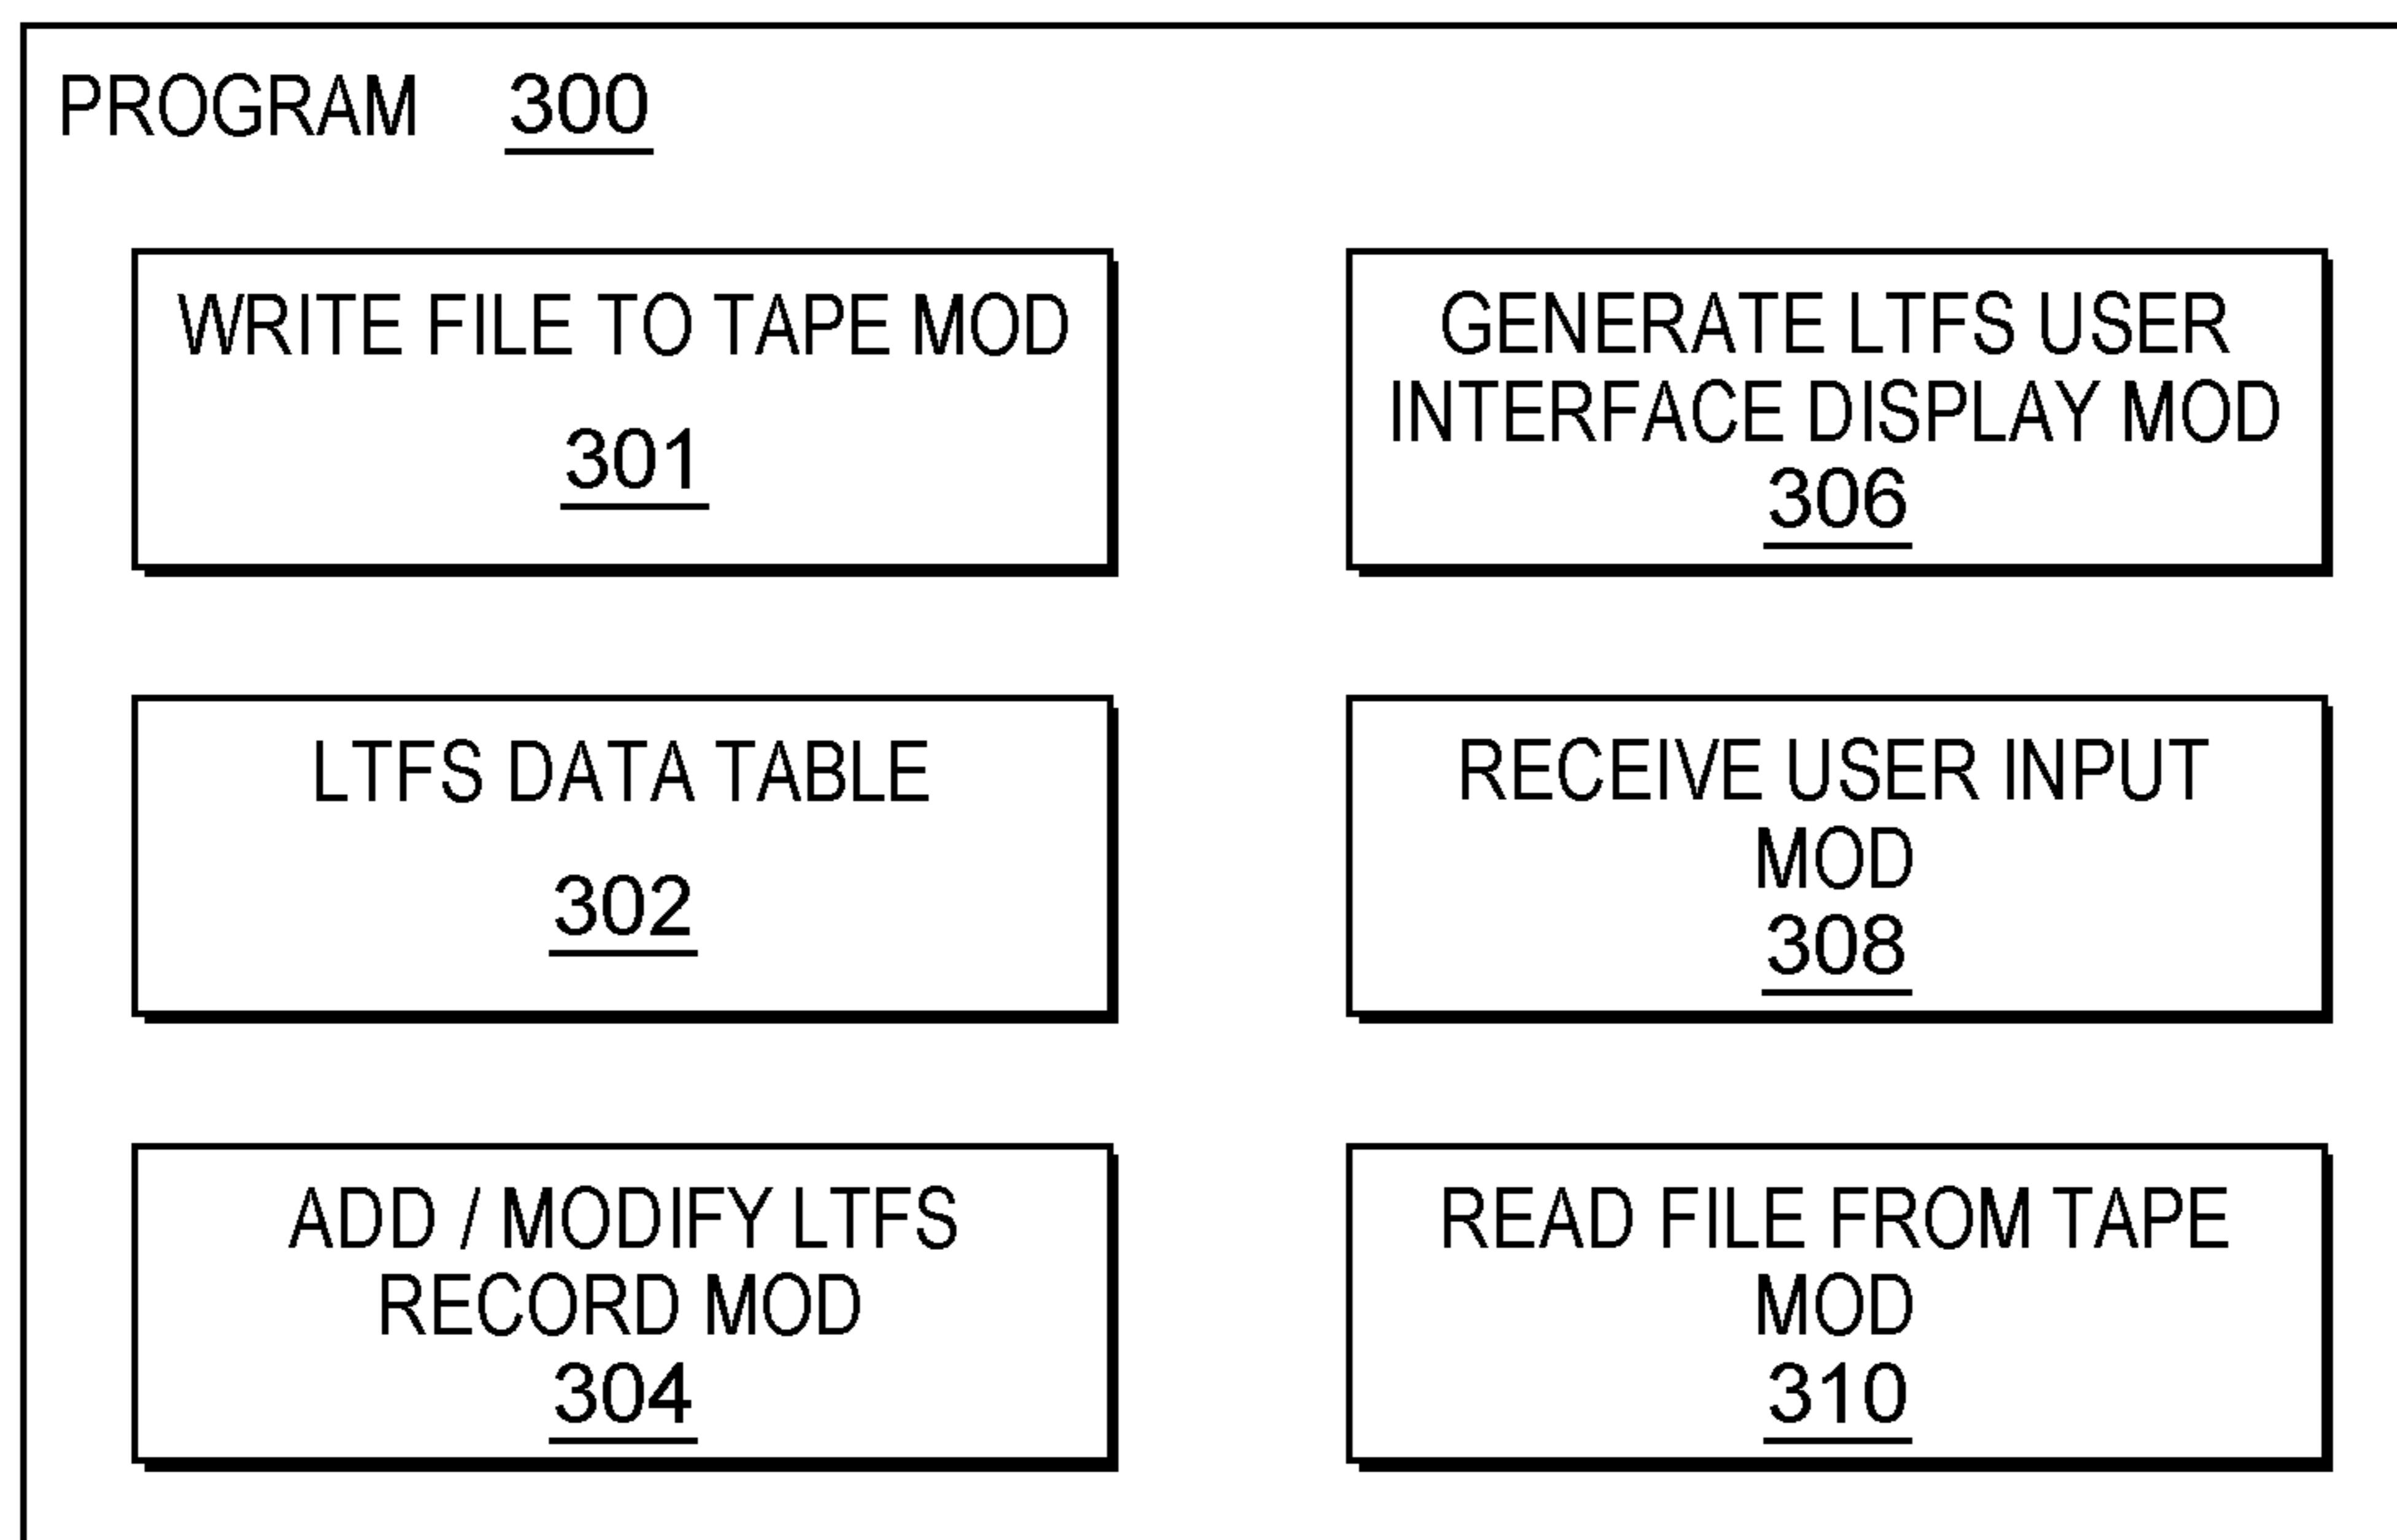 PROGRAM 300
WRITE FILE TO TAPE MOD
301
LTFS DATA TABLE
302
ADD / MODIFY LTFS
RECORD MOD
304
GENERATE LTFS USER
INTERFACE DISPLAY MOD
306
RECEIVE USER INPUT
MOD
308
READ FILE FROM TAPE
MOD
310